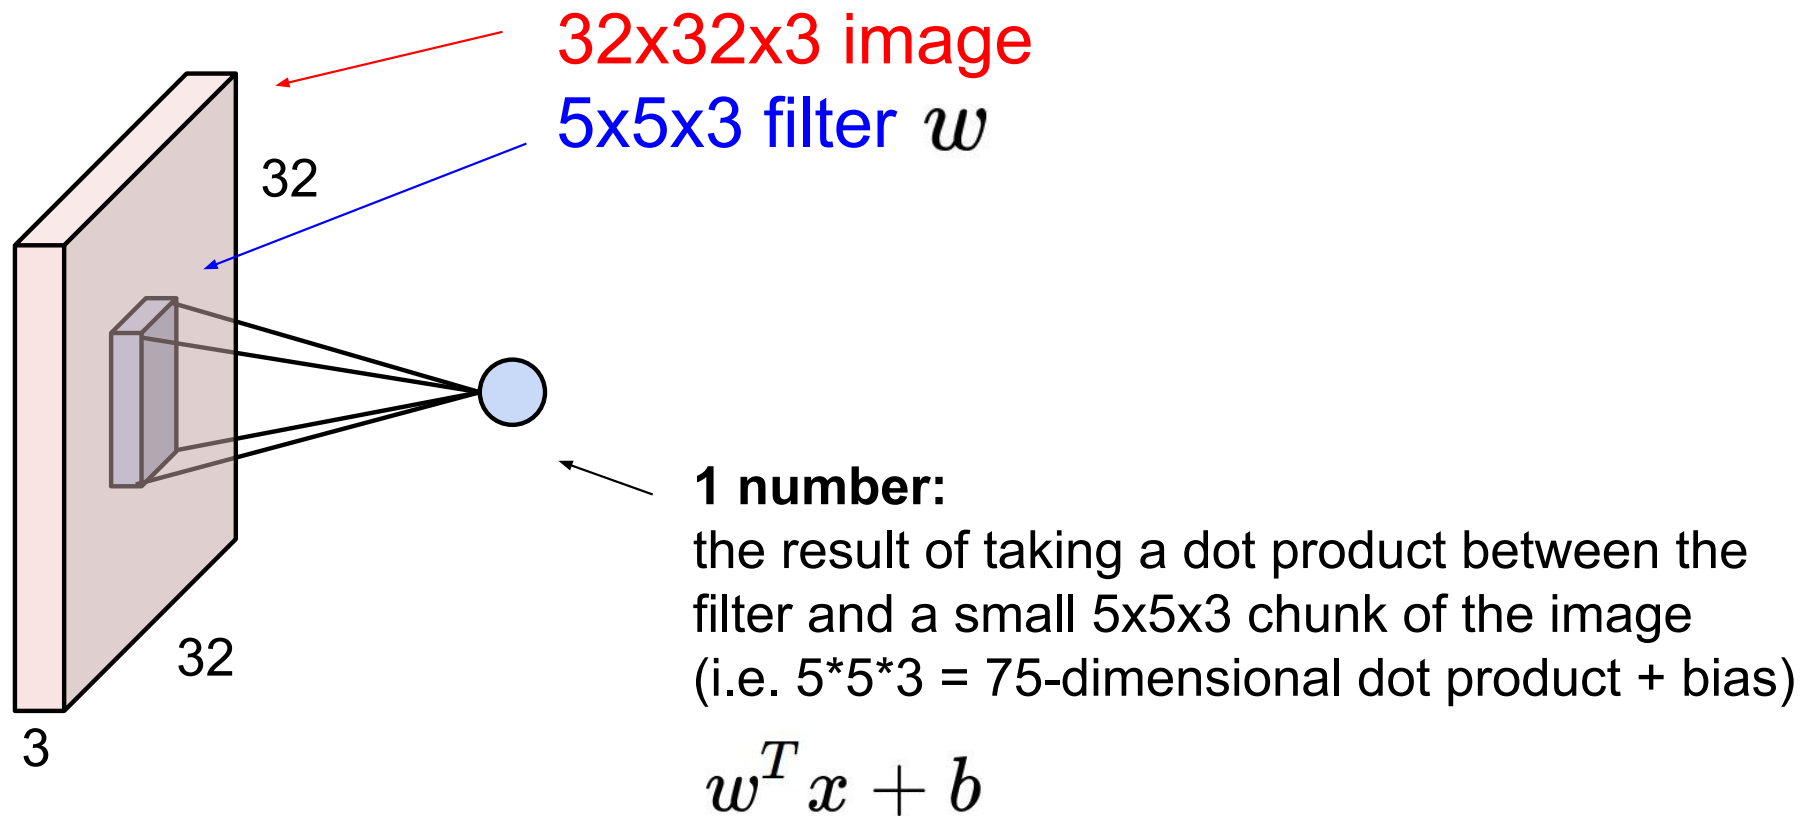 32x32x3 image
5x5x3 filter w
32
32
3
1 number:
the result of taking a dot product between the
filter and a small 5x5x3 chunk of the image
(i.e. 5*5*3 = 75-dimensional dot product + bias)
w^T x + b